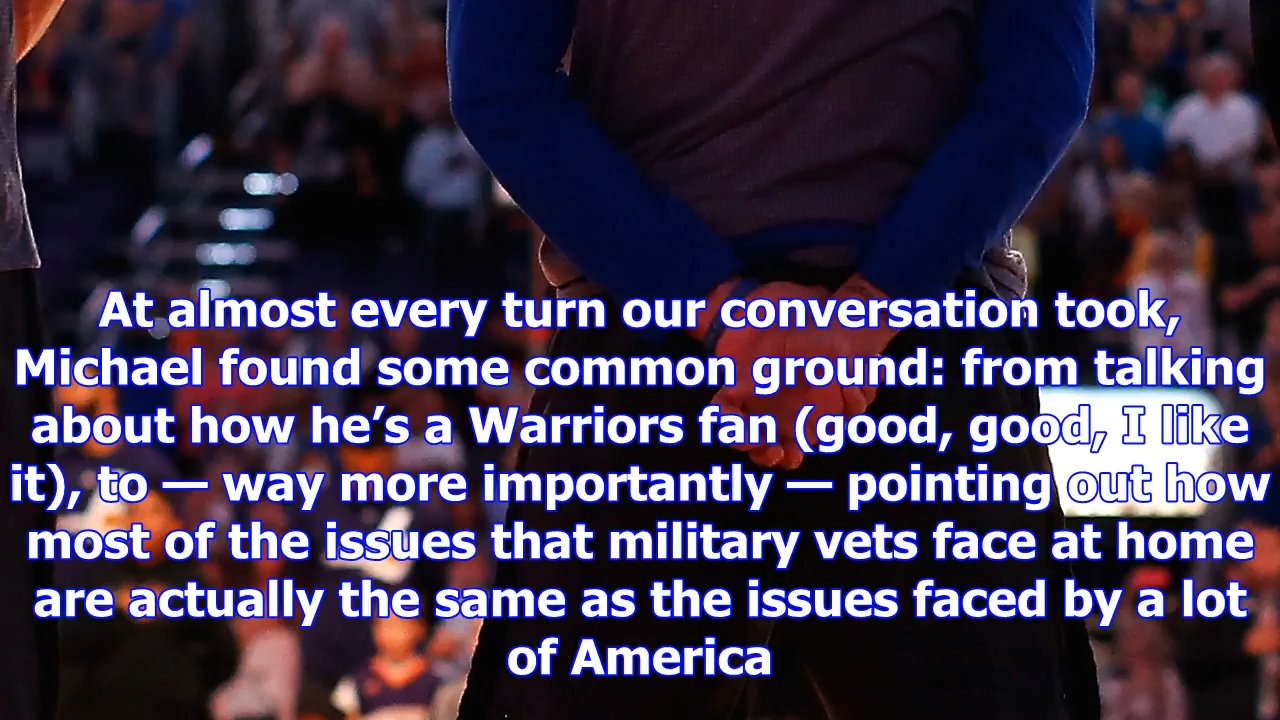 At almost every turn our conversation took,
Michael found some common ground: from talking
about how he’s a Warriors fan (good, good, I like
it), to — way more importantly — pointing out how
most of the issues that military vets face at home
are actually the same as the issues faced by a lot
of America